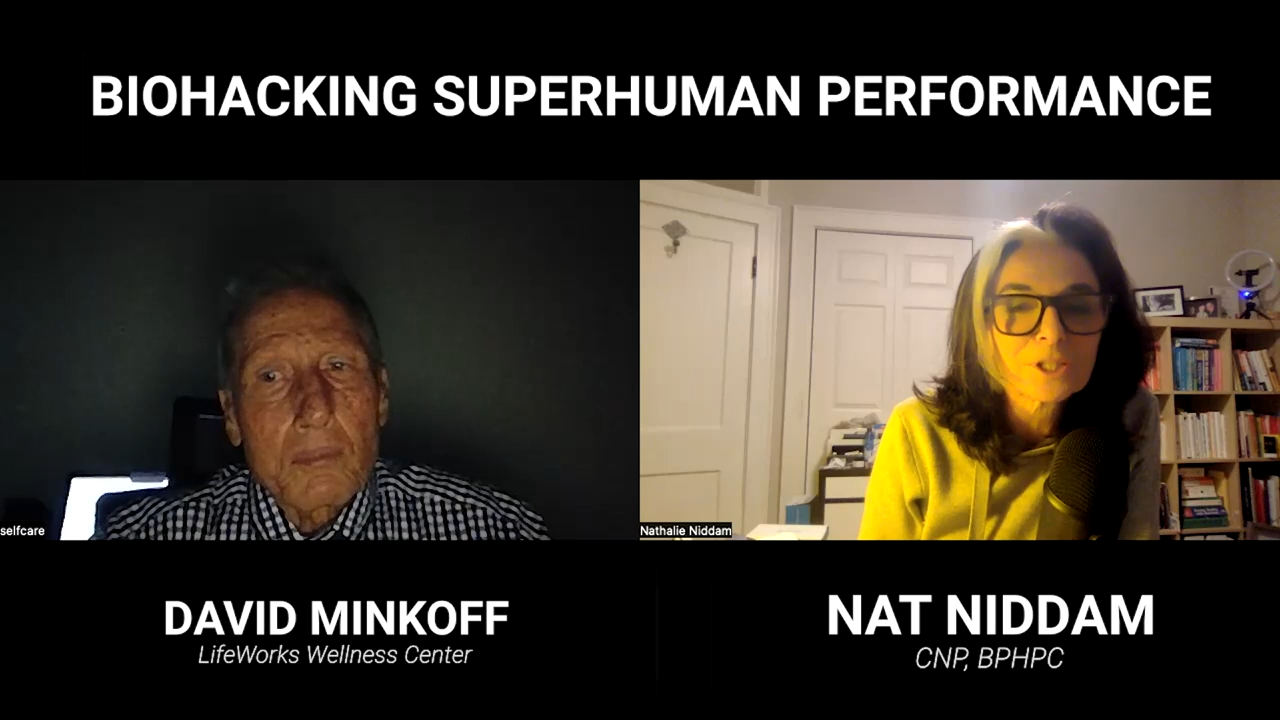 BIOHACKING SUPERHUMAN PERFORMANCE
selfcare
Nathalie Niddam
DAVID MINKOFF
LifeWorks Wellness Center
NAT NIDDAM
CNP, BPHPC